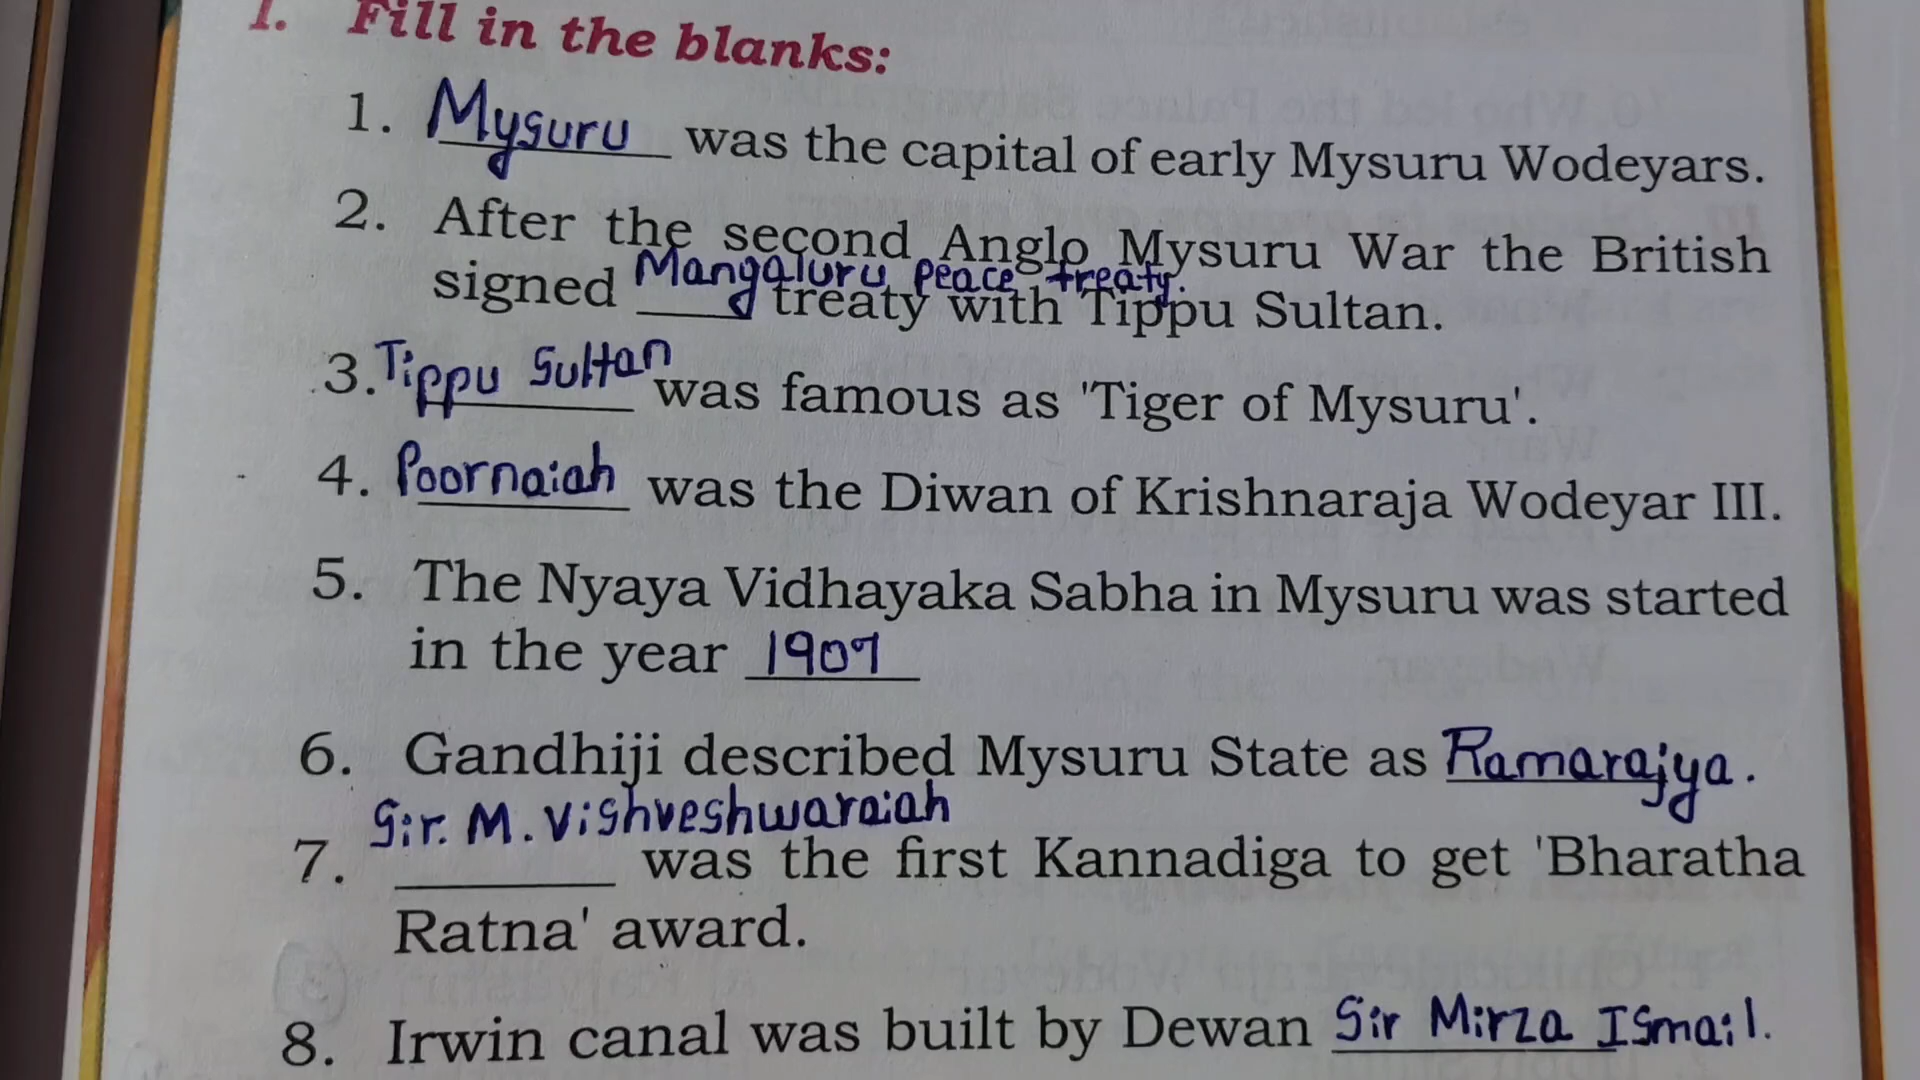 I. Fill in the blanks:
1. Mysuru was the capital of early Mysuru Wodeyars.
2. After the second Anglo Mysuru War the British
signed Mangaluru peace treaty. treaty with Tippu Sultan.
3. Tippu Sultan was famous as 'Tiger of Mysuru'.
4. Poornaiah was the Diwan of Krishnaraja Wodeyar III.
5. The Nyaya Vidhayaka Sabha in Mysuru was started
in the year 1907
6. Gandhiji described Mysuru State as Ramarajya.
Sir. M. Vishveshwaraiah
7. ______ was the first Kannadiga to get 'Bharatha
Ratna' award.
8. Irwin canal was built by Dewan Sir Mirza Ismail.